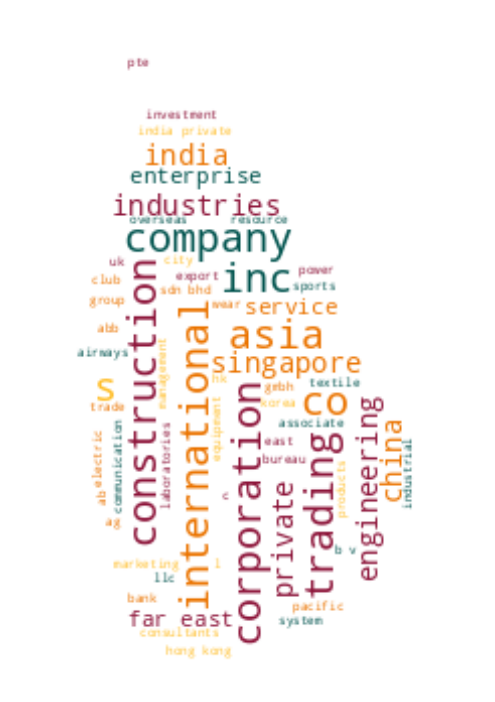 pte
investment
india private
india
enterprise
industries
overseas resource
company
uk city
inc
power
club
export
sdn bhd
sports
group
wear
service
construction
international
abb
asia
airways
management
singapore
hk
gmbh
textile
s
trade
korea
co
equipment
associate
corporation
trading
engineering
china
electric
communication
laboratories
east
industrial
bureau
products
private
ab
c
ag
b v
marketing
l
llc
bank
pacific
far east
system
consultants
hong kong